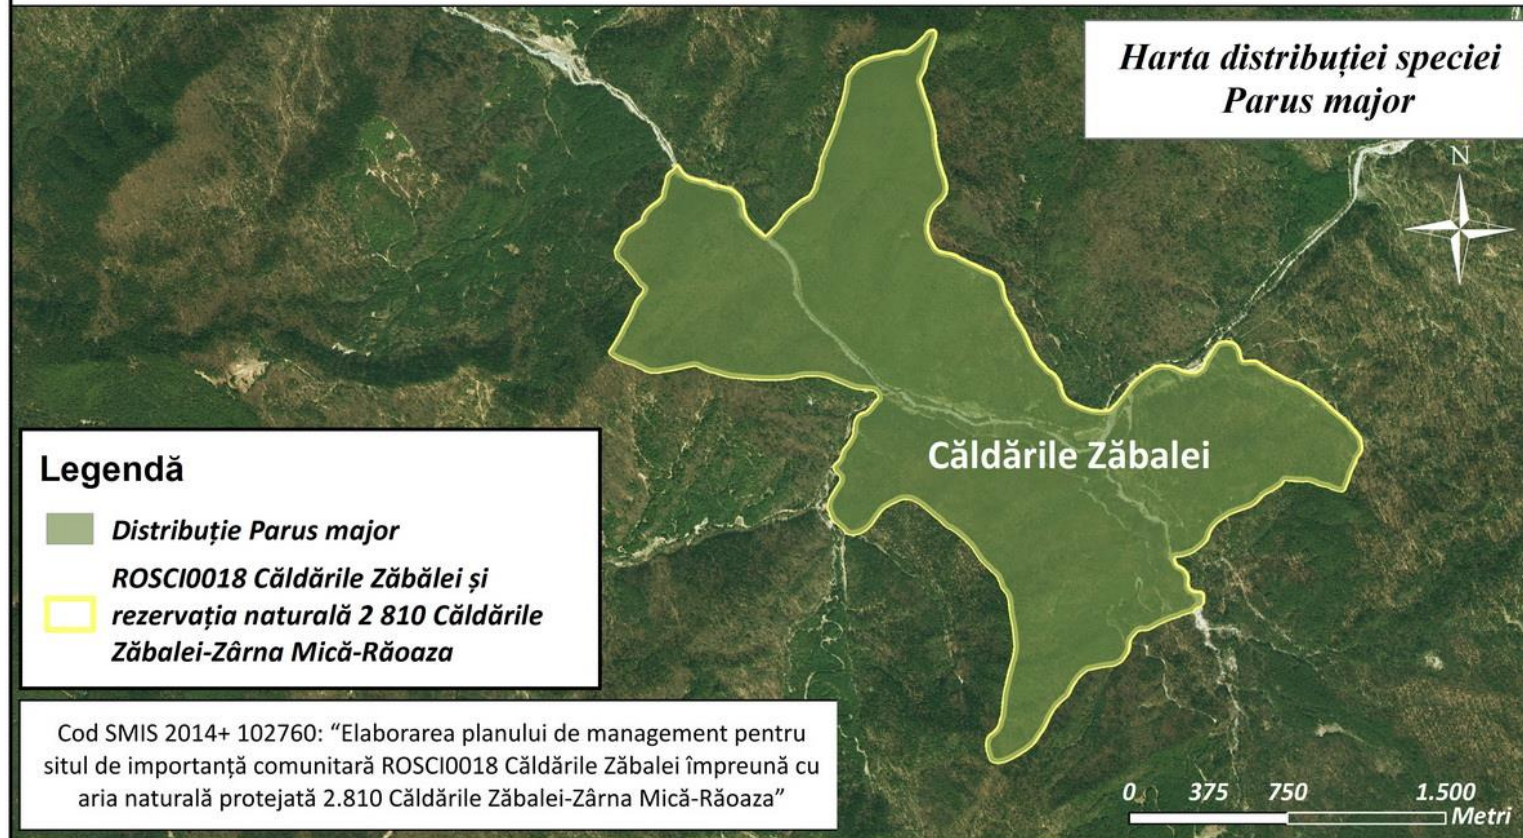 Harta distribuției speciei
Parus major
N
Căldările Zăbalei
Legendă
Distribuție Parus major
ROSCI0018 Căldările Zăbălei și
rezervația naturală 2 810 Căldările
Zăbalei-Zârna Mică-Răoaza
Cod SMIS 2014+ 102760: “Elaborarea planului de management pentru
situl de importanță comunitară ROSCI0018 Căldările Zăbalei împreună cu
aria naturală protejată 2.810 Căldările Zăbalei-Zârna Mică-Răoaza”
0 375 750 1.500
Metri